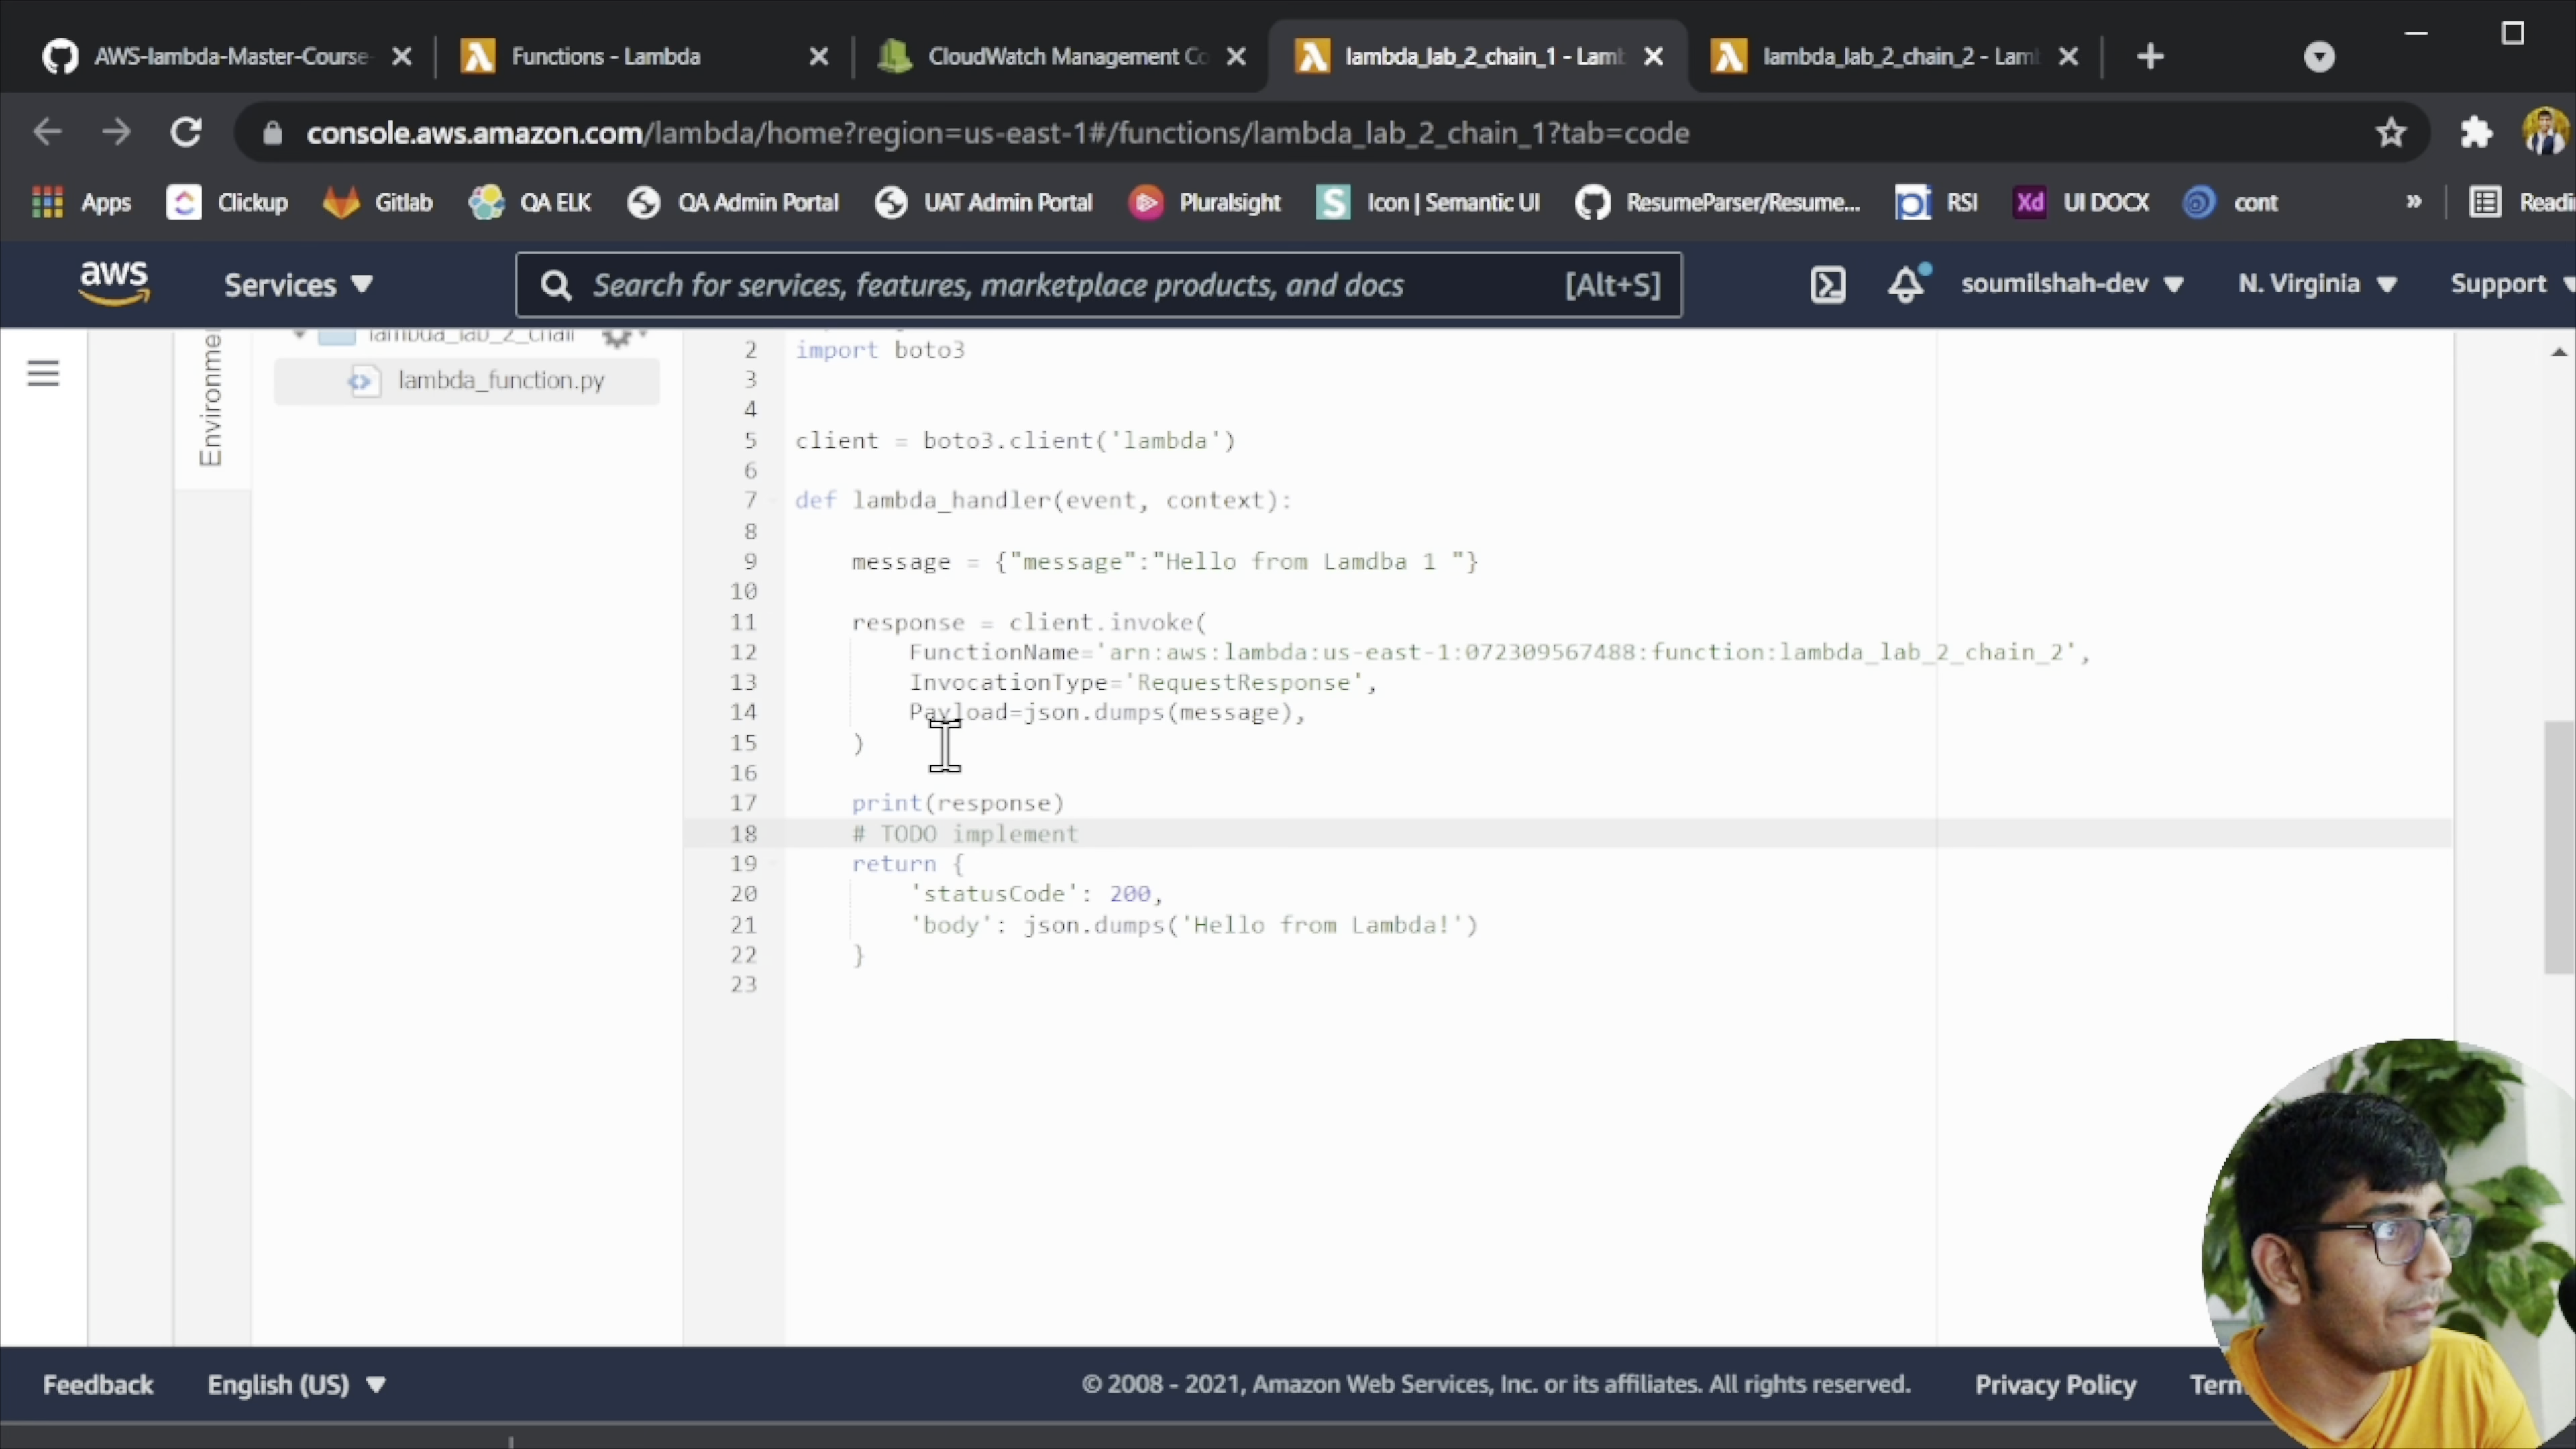 AWS-lambda-Master-Course
Functions - Lambda
CloudWatch Management Co
lambda_lab_2_chain_1 - Lamb
lambda_lab_2_chain_2 - Lam
console.aws.amazon.com/lambda/home?region=us-east-1#/functions/lambda_lab_2_chain_1?tab=code
Apps
Clickup
Gitlab
QA ELK
QA Admin Portal
UAT Admin Portal
Pluralsight
Icon | Semantic UI
ResumeParser/Resume...
RSI
Xd
UI DOCX
cont
»
Readi
aws
Services
Search for services, features, marketplace products, and docs
[Alt+S]
soumilshah-dev
N. Virginia
Support
Environme
lambda_lab_2_chai
lambda_function.py
2 import boto3
3
4
5 client = boto3.client('lambda')
6
7 def lambda_handler(event, context):
8
9 message = {"message":"Hello from Lamdba 1 "}
10
11 response = client.invoke(
12 FunctionName='arn:aws:lambda:us-east-1:072309567488:function:lambda_lab_2_chain_2',
13 InvocationType='RequestResponse',
14 Payload=json.dumps(message),
15 )
16
17 print(response)
18 # TODO implement
19 return {
20 'statusCode': 200,
21 'body': json.dumps('Hello from Lambda!')
22 }
23
Feedback
English (US)
© 2008 - 2021, Amazon Web Services, Inc. or its affiliates. All rights reserved.
Privacy Policy
Term